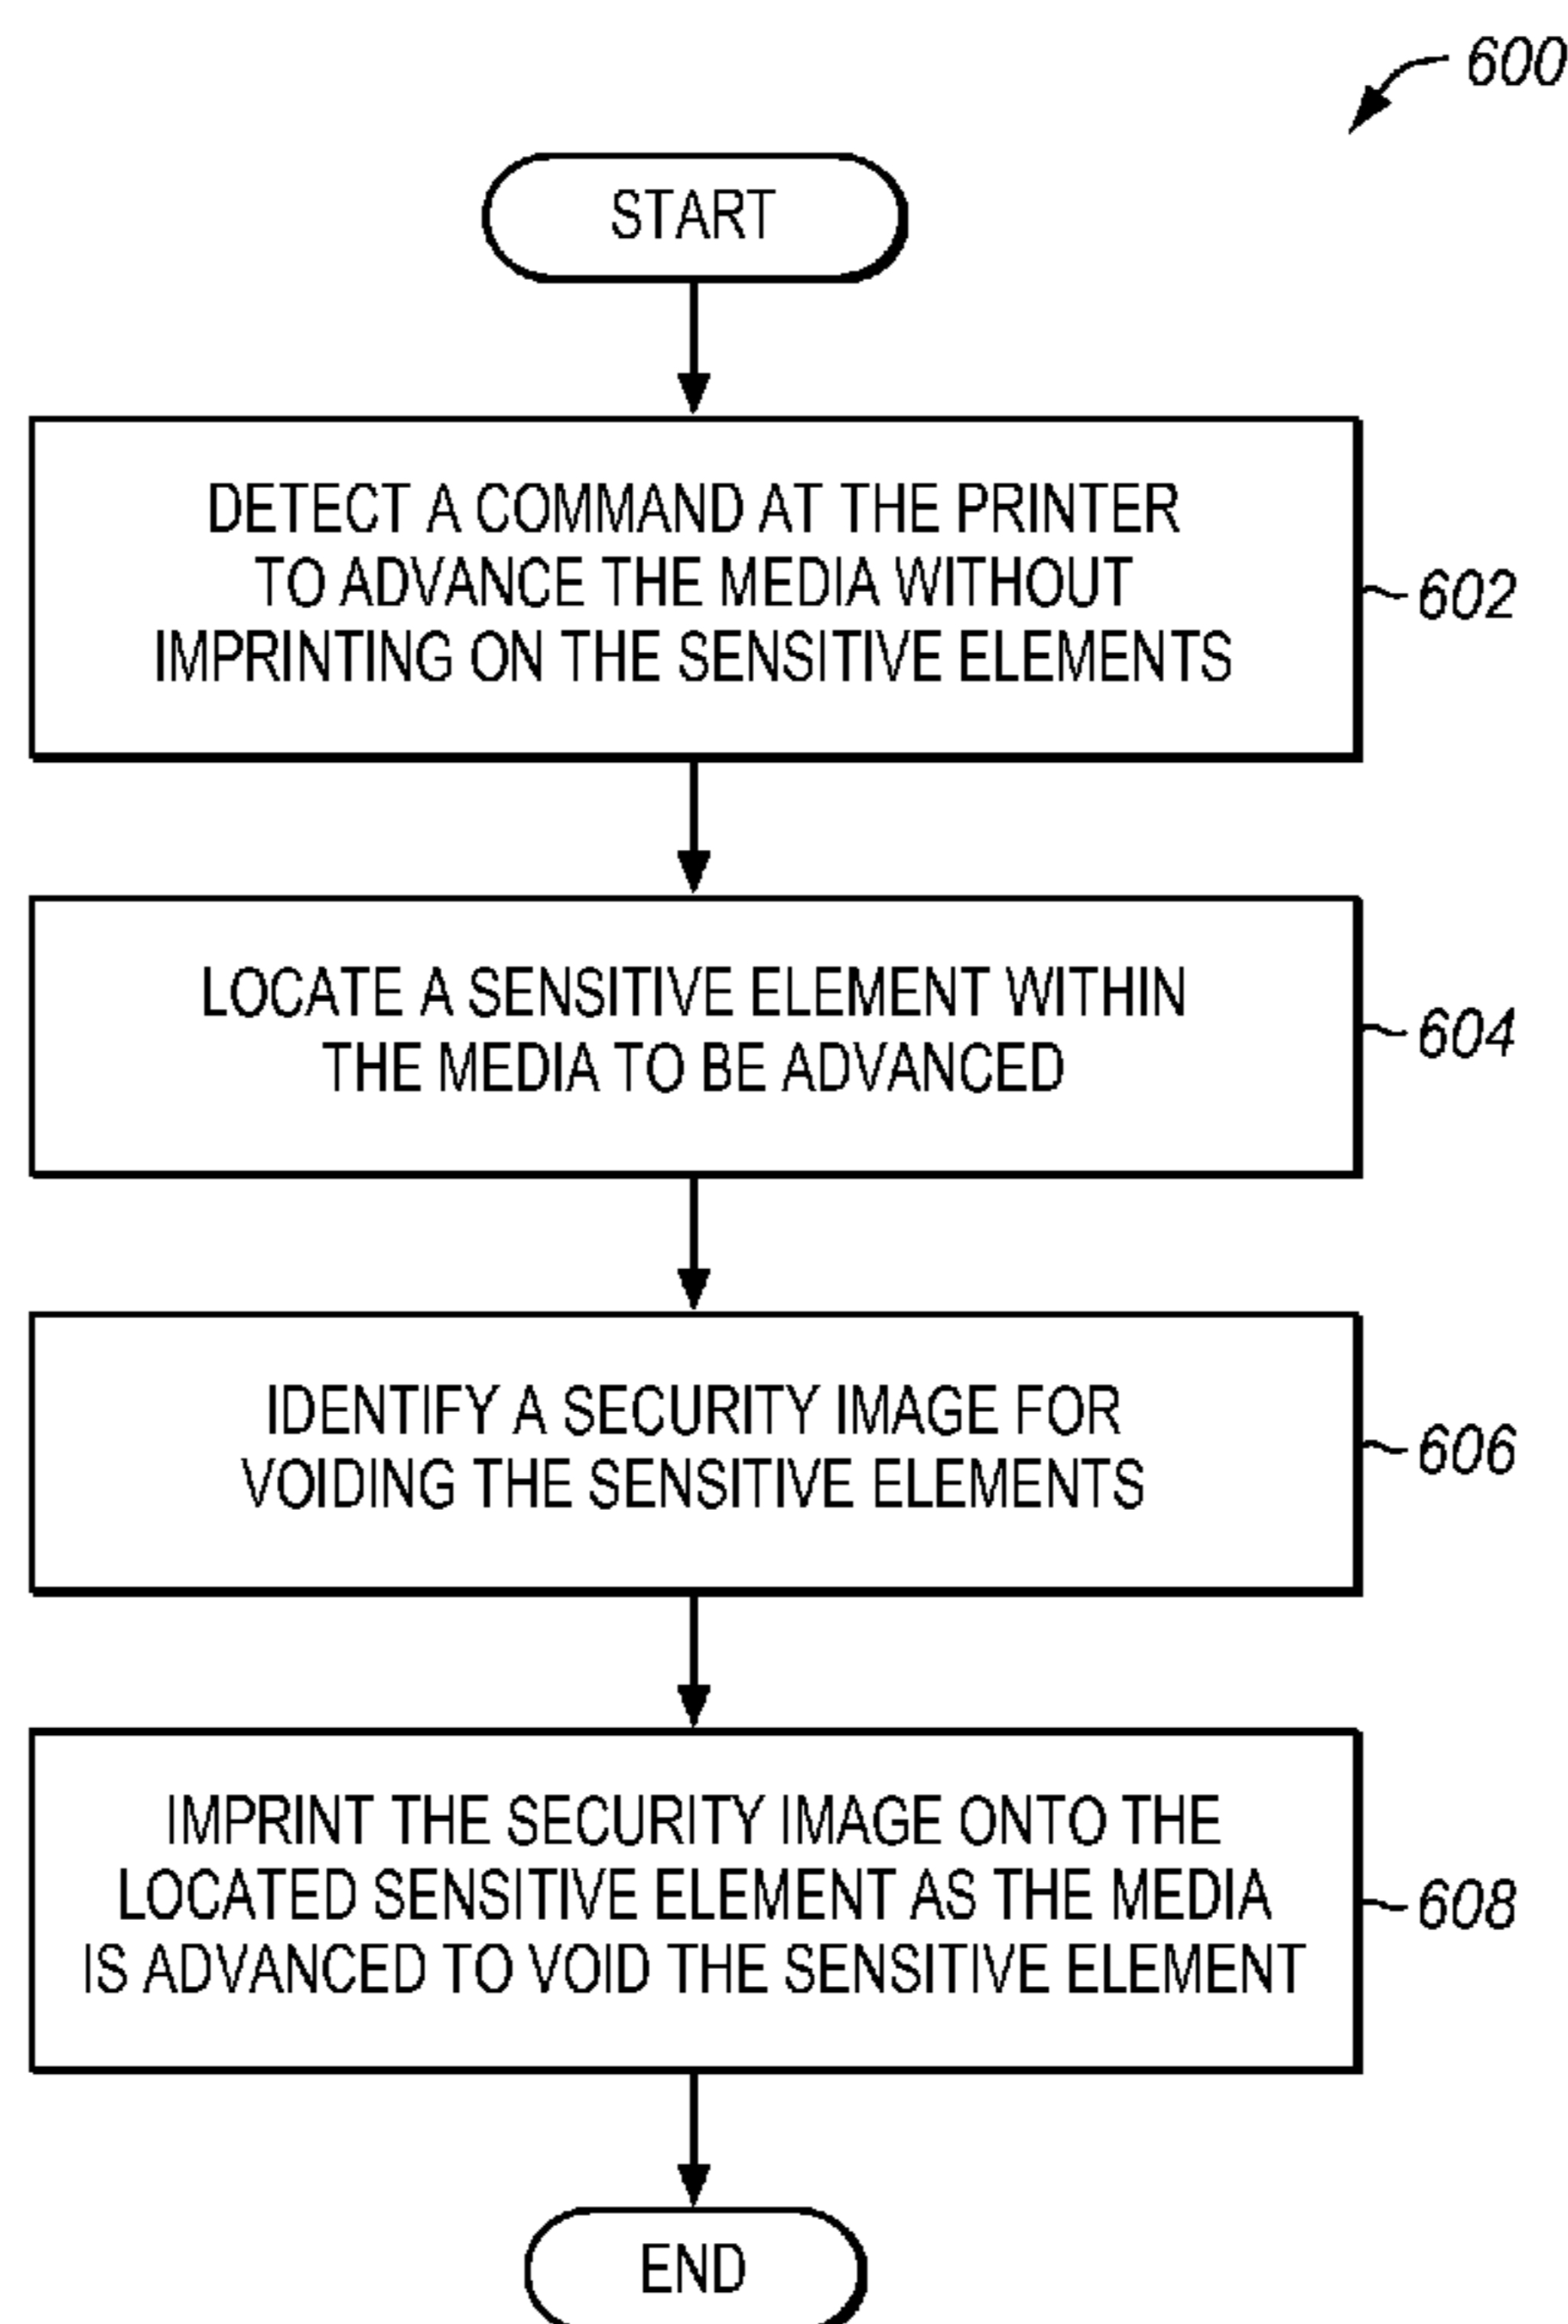 600
START
DETECT A COMMAND AT THE PRINTER
TO ADVANCE THE MEDIA WITHOUT
IMPRINTING ON THE SENSITIVE ELEMENTS
602
LOCATE A SENSITIVE ELEMENT WITHIN
THE MEDIA TO BE ADVANCED
604
IDENTIFY A SECURITY IMAGE FOR
VOIDING THE SENSITIVE ELEMENTS
606
IMPRINT THE SECURITY IMAGE ONTO THE
LOCATED SENSITIVE ELEMENT AS THE MEDIA
IS ADVANCED TO VOID THE SENSITIVE ELEMENT
608
END